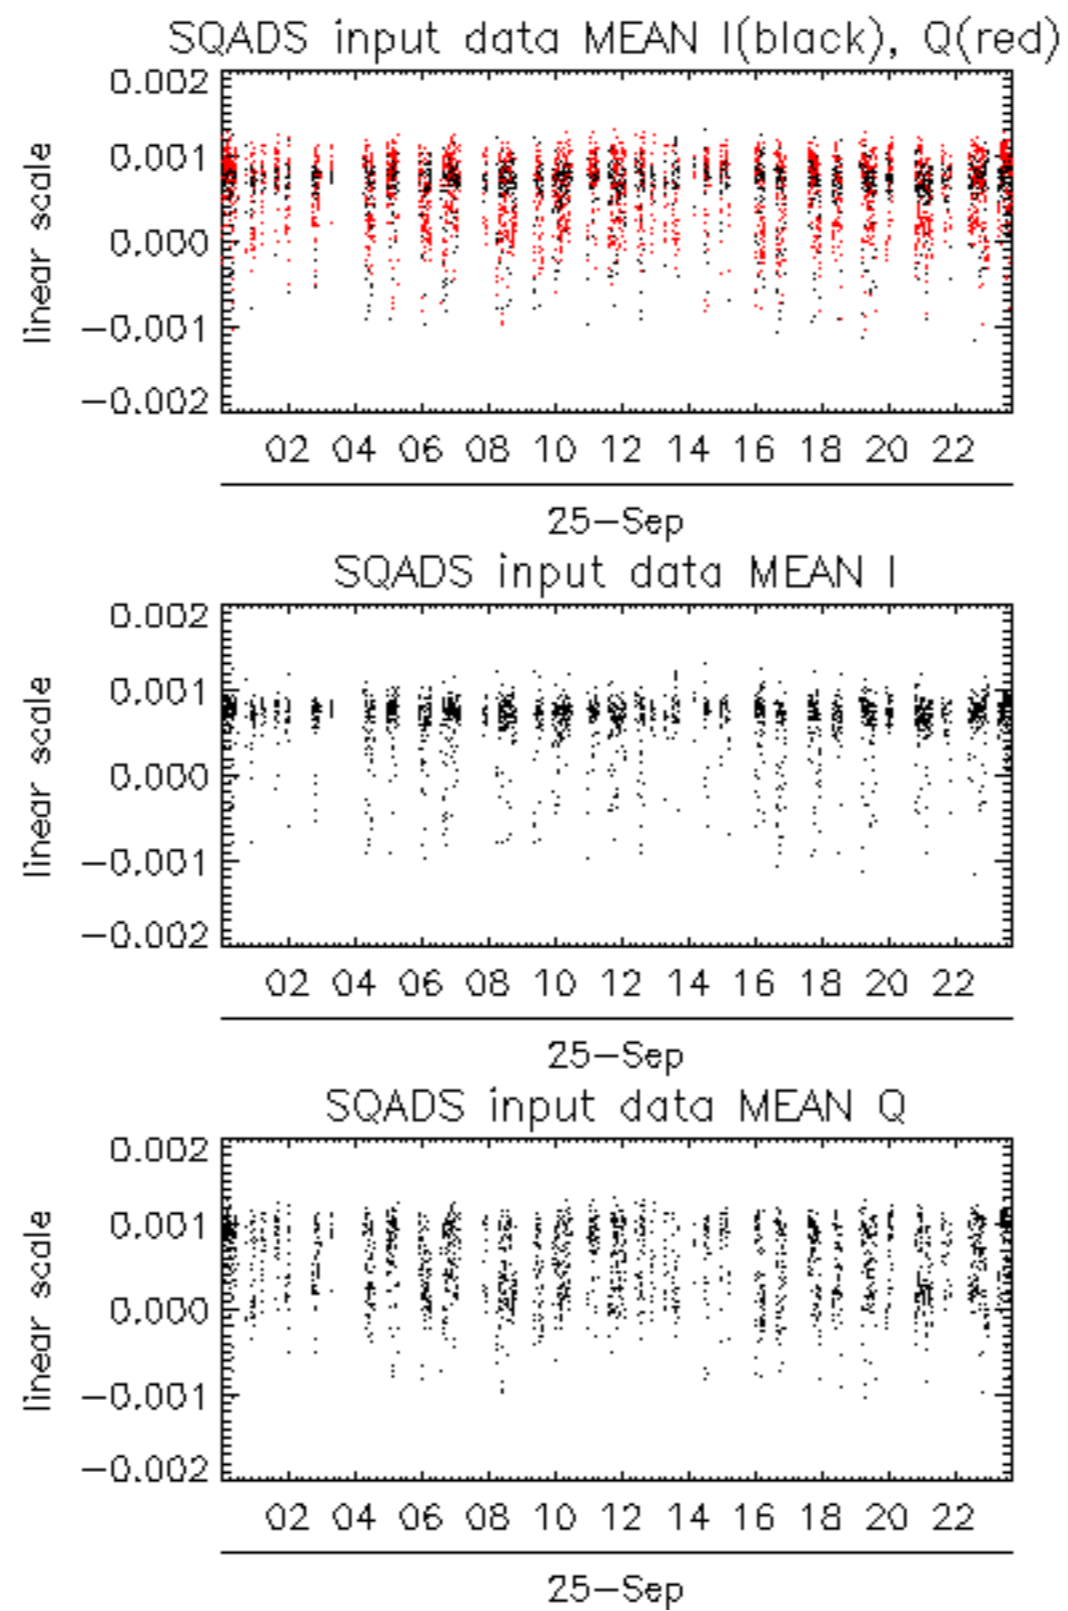 SQADS input data MEAN I(black), Q(red)
0.002
0.001
0.000
−0.001
−0.002
linear scale
02 04 06 08 10 12 14 16 18 20 22
25−Sep
SQADS input data MEAN I
0.002
0.001
0.000
−0.001
−0.002
linear scale
02 04 06 08 10 12 14 16 18 20 22
25−Sep
SQADS input data MEAN Q
0.002
0.001
0.000
−0.001
−0.002
linear scale
02 04 06 08 10 12 14 16 18 20 22
25−Sep